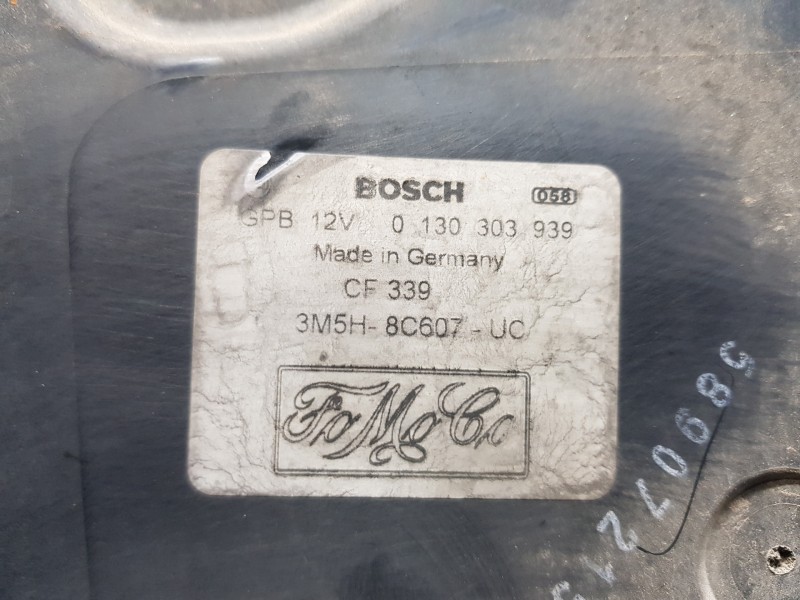 BOSCH 058
GPB 12V 0 130 303 939
Made in Germany
CF 339
3M5H-8C607-UC
FoMoCo